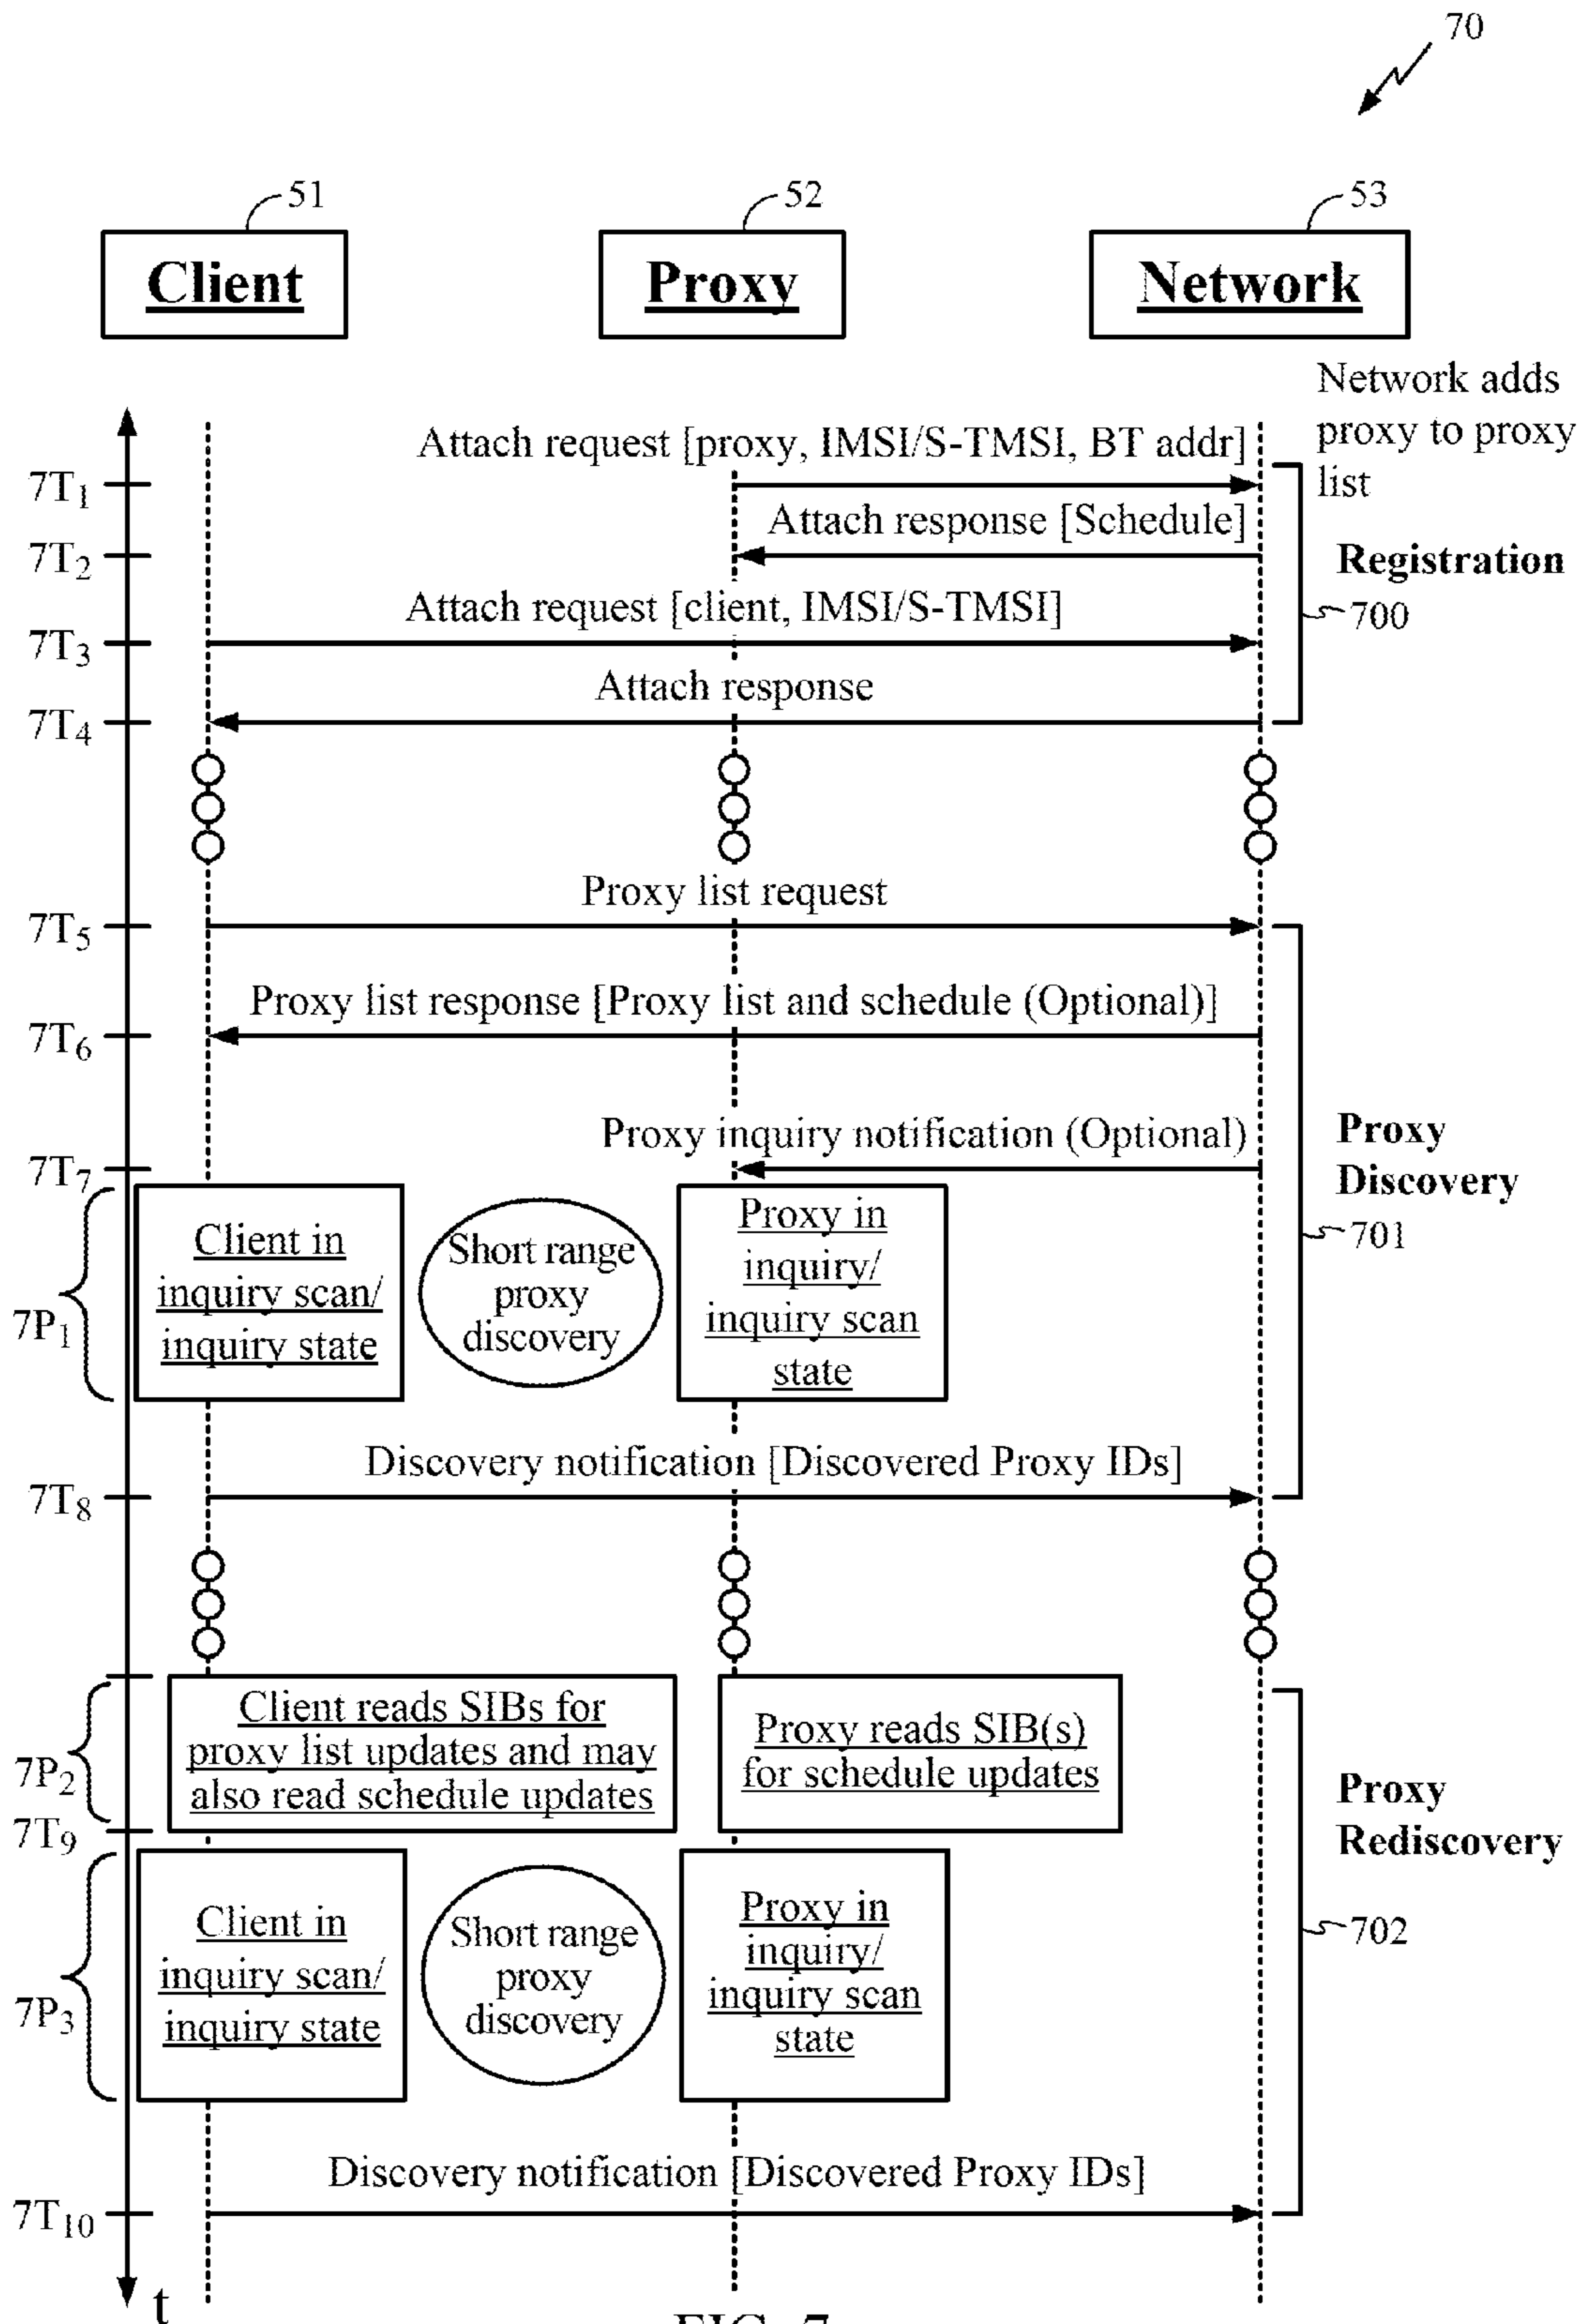 70
51
52
53
Client
Proxy
Network
Network adds
proxy to proxy
list
Attach request [proxy, IMSI/S-TMSI, BT addr]
7T1
Attach response [Schedule]
7T2
Registration
Attach request [client, IMSI/S-TMSI]
700
7T3
Attach response
7T4
Proxy list request
7T5
Proxy list response [Proxy list and schedule (Optional)]
7T6
Proxy inquiry notification (Optional)
7T7
Proxy
Discovery
701
Client in
inquiry scan/
inquiry state
Short range
proxy
discovery
Proxy in
inquiry/
inquiry scan
state
7P1
Discovery notification [Discovered Proxy IDs]
7T8
Client reads SIBs for
proxy list updates and may
also read schedule updates
Proxy reads SIB(s)
for schedule updates
7P2
7T9
Proxy
Rediscovery
702
Client in
inquiry scan/
inquiry state
Short range
proxy
discovery
Proxy in
inquiry/
inquiry scan
state
7P3
Discovery notification [Discovered Proxy IDs]
7T10
t
FIG. 7